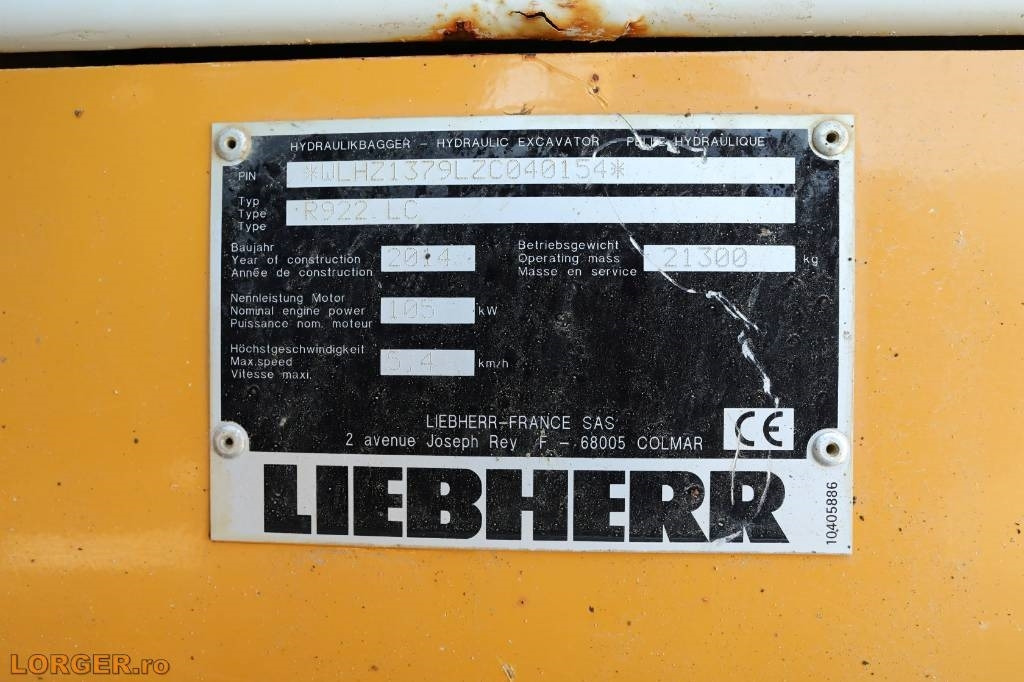 HYDRAULIKBAGGER - HYDRAULIC EXCAVATOR PELLE HYDRAULIQUE
PIN *WLHZ1379LZC040154*
Typ
Type R922 LC
Type
Baujahr
Year of construction 2014
Année de construction
Betriebsgewicht
Operating mass 21300 kg
Masse en service
Nennleistung Motor
Nominal engine power 105 kW
Puissance nom. moteur
Höchstgeschwindigkeit
Max.speed 5,4 km/h
Vitesse maxi.
LIEBHERR-FRANCE SAS
2 avenue Joseph Rey F - 68005 COLMAR
CE
LIEBHERR
10405886
LORGER.ro